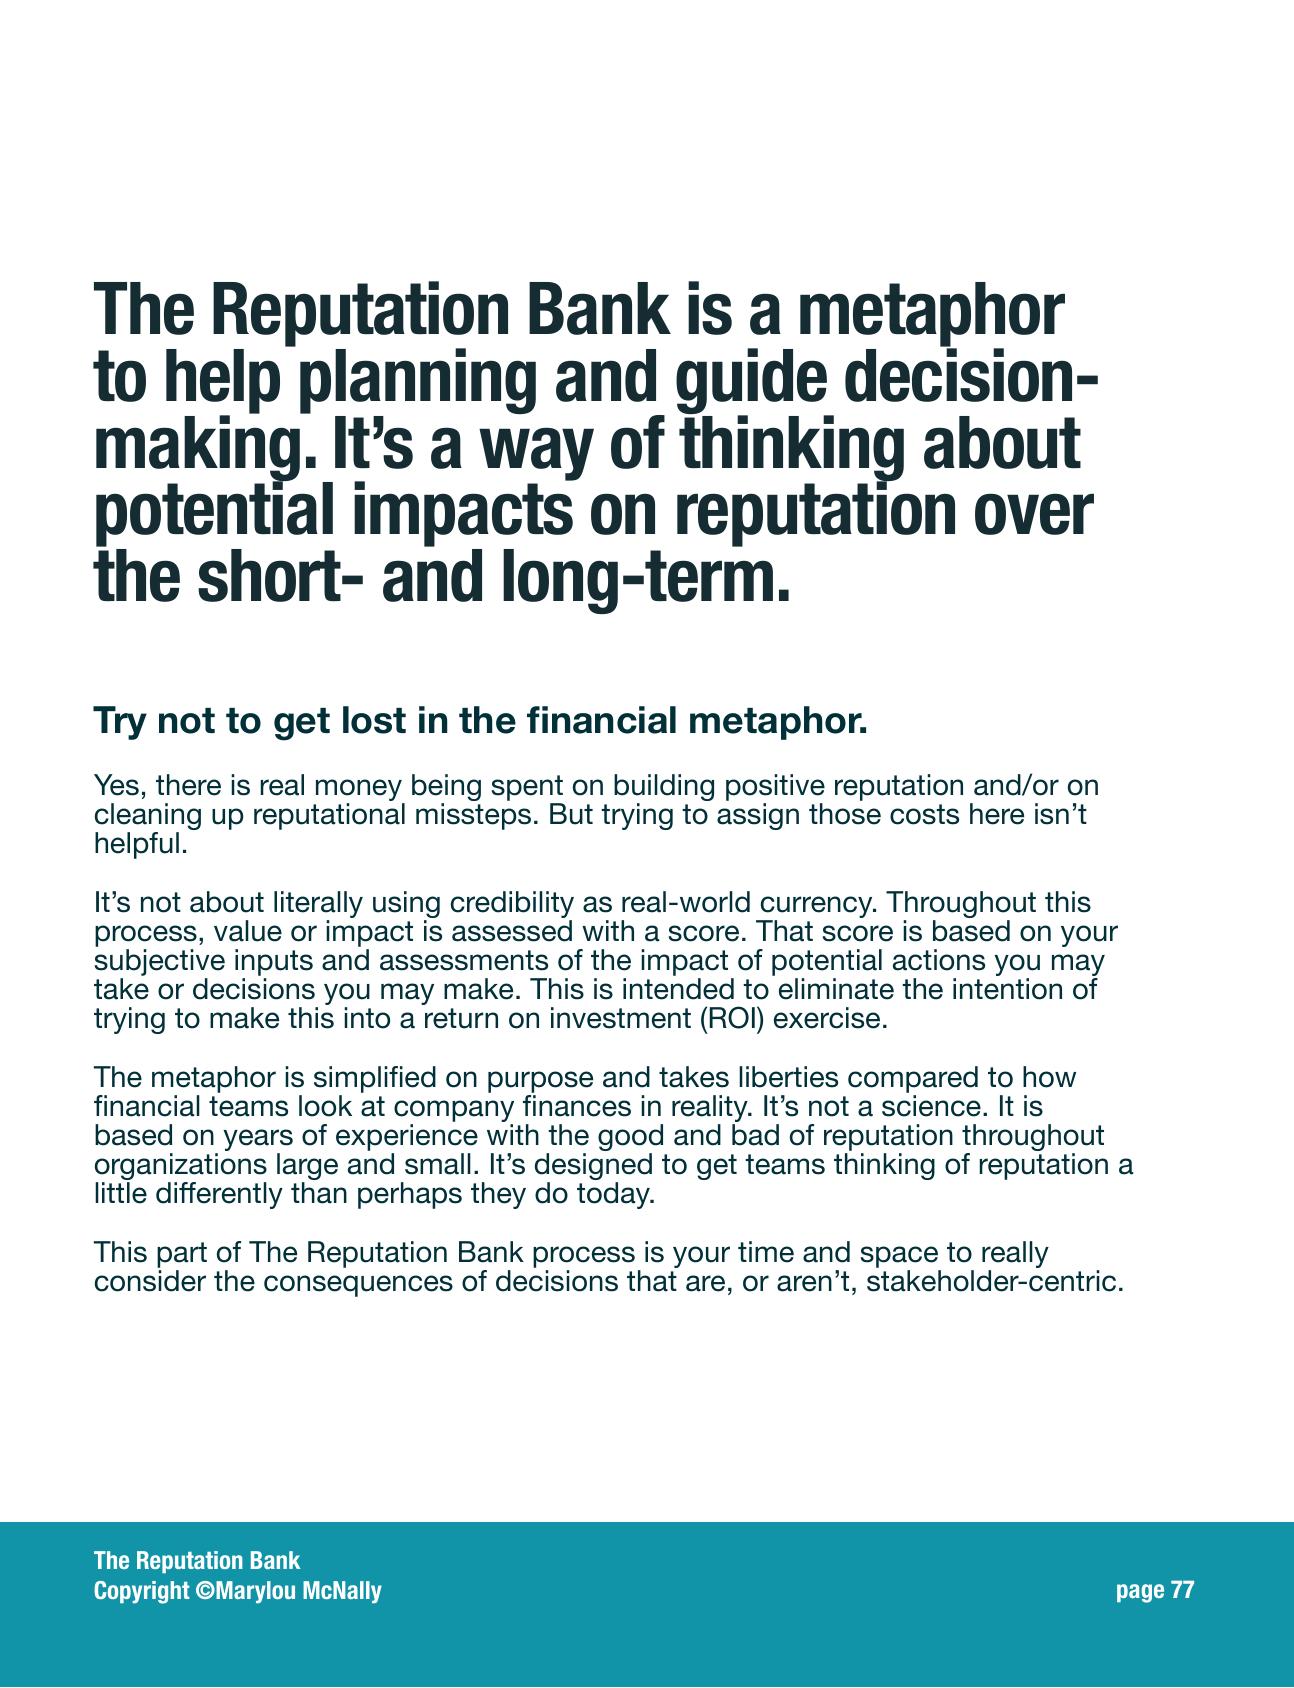 The Reputation Bank is a metaphor
to help planning and guide decision-
making. It’s a way of thinking about
potential impacts on reputation over
the short- and long-term.
Try not to get lost in the financial metaphor.
Yes, there is real money being spent on building positive reputation and/or on
cleaning up reputational missteps. But trying to assign those costs here isn’t
helpful.
It’s not about literally using credibility as real-world currency. Throughout this
process, value or impact is assessed with a score. That score is based on your
subjective inputs and assessments of the impact of potential actions you may
take or decisions you may make. This is intended to eliminate the intention of
trying to make this into a return on investment (ROI) exercise.
The metaphor is simplified on purpose and takes liberties compared to how
financial teams look at company finances in reality. It’s not a science. It is
based on years of experience with the good and bad of reputation throughout
organizations large and small. It’s designed to get teams thinking of reputation a
little differently than perhaps they do today.
This part of The Reputation Bank process is your time and space to really
consider the consequences of decisions that are, or aren’t, stakeholder-centric.
The Reputation Bank
Copyright ©Marylou McNally
page 77